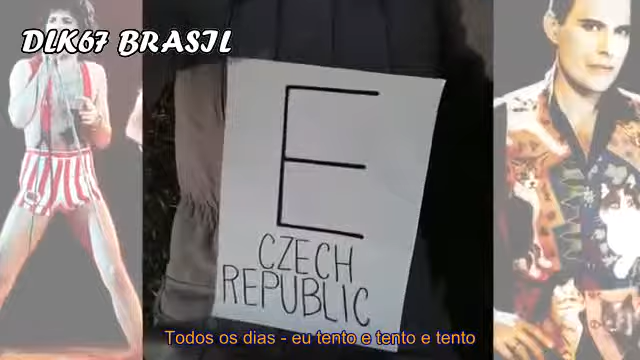 DLK67 BRASIL
E
CZECH
REPUBLIC
Todos os dias - eu tento e tento e tento